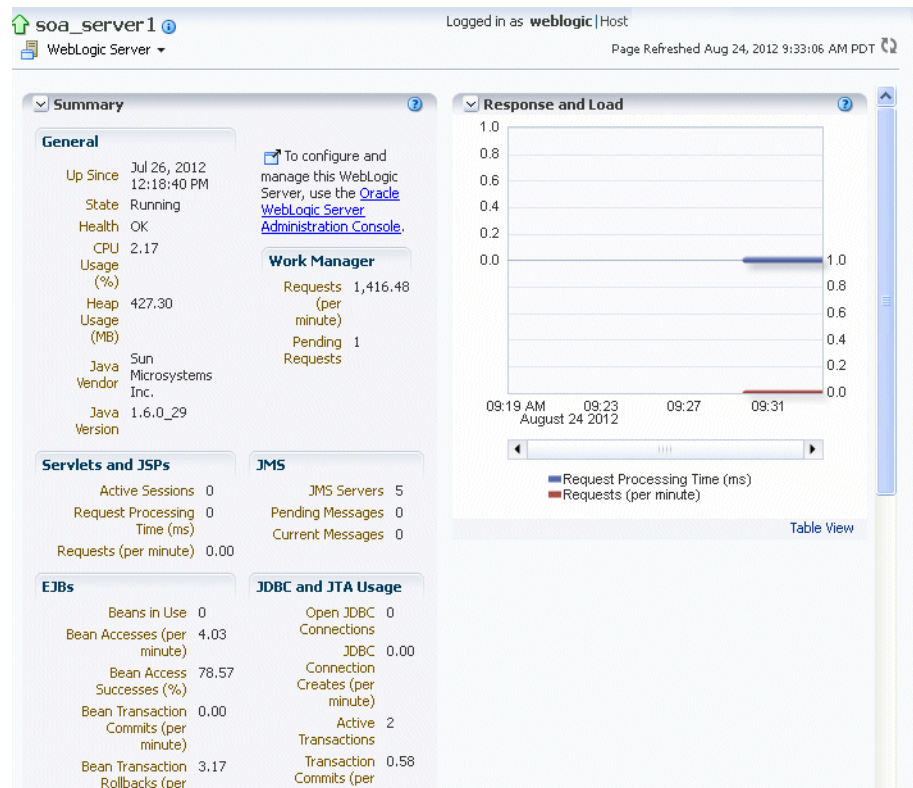 soa_server1
Logged in as weblogic|Host
WebLogic Server
Page Refreshed Aug 24, 2012 9:33:06 AM PDT
Summary
General
Up Since Jul 26, 2012
12:18:40 PM
State Running
Health OK
CPU 2.17
Usage
(%)
Heap 427.30
Usage
(MB)
Java Sun
Vendor Microsystems
Inc.
Java 1.6.0_29
Version
To configure and
manage this WebLogic
Server, use the Oracle
WebLogic Server
Administration Console.
Work Manager
Requests 1,416.48
(per
minute)
Pending 1
Requests
Servlets and JSPs
Active Sessions 0
Request Processing 0
Time (ms)
Requests (per minute) 0.00
JMS
JMS Servers 5
Pending Messages 0
Current Messages 0
EJBs
Beans in Use 0
Bean Accesses (per 4.03
minute)
Bean Access 78.57
Successes (%)
Bean Transaction 0.00
Commits (per
minute)
Bean Transaction 3.17
Rollbacks (per
JDBC and JTA Usage
Open JDBC 0
Connections
JDBC 0.00
Connection
Creates (per
minute)
Active 2
Transactions
Transaction 0.58
Commits (per
Response and Load
1.0
0.8
0.6
0.4
0.2
0.0
1.0
0.8
0.6
0.4
0.2
0.0
09:19 AM 09:23 09:27 09:31
August 24 2012
Request Processing Time (ms)
Requests (per minute)
Table View